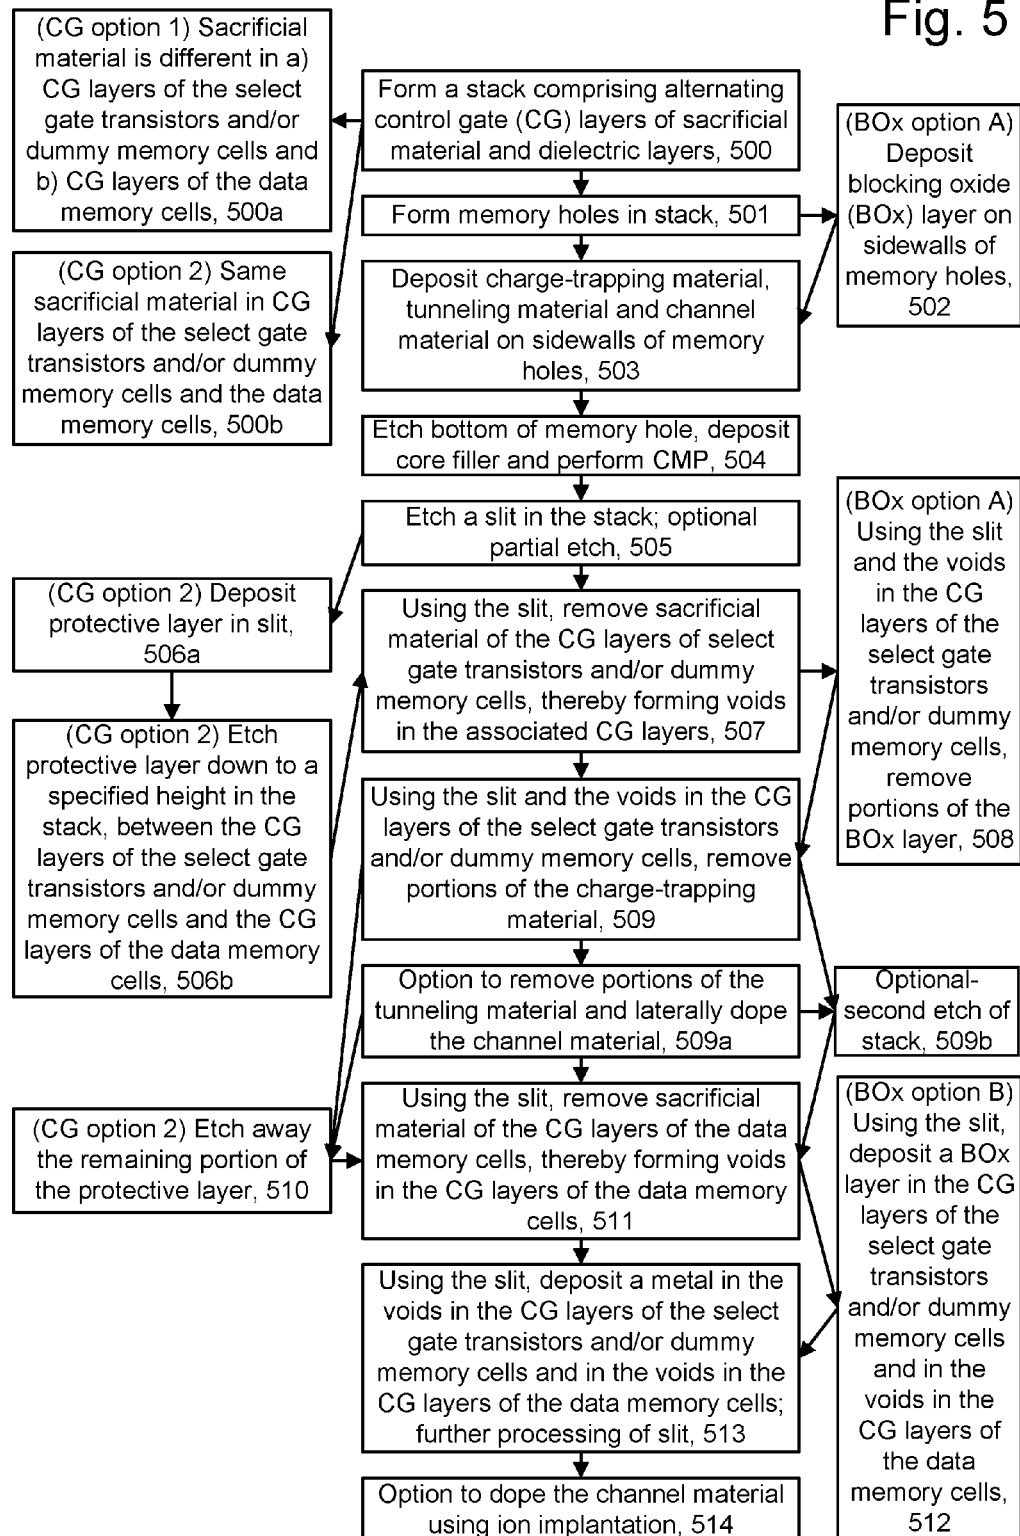 Fig. 5
(CG option 1) Sacrificial
material is different in a)
CG layers of the select
gate transistors and/or
dummy memory cells and
b) CG layers of the data
memory cells, 500a
Form a stack comprising alternating
control gate (CG) layers of sacrificial
material and dielectric layers, 500
(BOx option A)
Deposit
blocking oxide
(BOx) layer on
sidewalls of
memory holes,
502
Form memory holes in stack, 501
(CG option 2) Same
sacrificial material in CG
layers of the select gate
transistors and/or dummy
memory cells and the data
memory cells, 500b
Deposit charge-trapping material,
tunneling material and channel
material on sidewalls of memory
holes, 503
Etch bottom of memory hole, deposit
core filler and perform CMP, 504
Etch a slit in the stack; optional
partial etch, 505
(BOx option A)
Using the slit
and the voids
in the CG
layers of the
select gate
transistors
and/or dummy
memory cells,
remove
portions of the
BOx layer, 508
(CG option 2) Deposit
protective layer in slit,
506a
Using the slit, remove sacrificial
material of the CG layers of select
gate transistors and/or dummy
memory cells, thereby forming voids
in the associated CG layers, 507
(CG option 2) Etch
protective layer down to a
specified height in the
stack, between the CG
layers of the select gate
transistors and/or dummy
memory cells and the CG
layers of the data memory
cells, 506b
Using the slit and the voids in the CG
layers of the select gate transistors
and/or dummy memory cells, remove
portions of the charge-trapping
material, 509
Option to remove portions of the
tunneling material and laterally dope
the channel material, 509a
Optional-
second etch of
stack, 509b
(CG option 2) Etch away
the remaining portion of
the protective layer, 510
Using the slit, remove sacrificial
material of the CG layers of the data
memory cells, thereby forming voids
in the CG layers of the data memory
cells, 511
(BOx option B)
Using the slit,
deposit a BOx
layer in the CG
layers of the
select gate
transistors
and/or dummy
memory cells
and in the
voids in the
CG layers of
the data
memory cells,
512
Using the slit, deposit a metal in the
voids in the CG layers of the select
gate transistors and/or dummy
memory cells and in the voids in the
CG layers of the data memory cells;
further processing of slit, 513
Option to dope the channel material
using ion implantation, 514